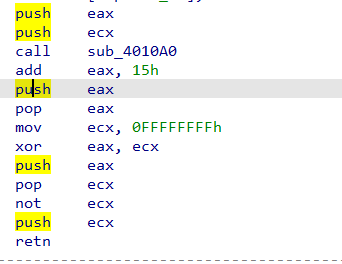 push eax
push ecx
call sub_4010A0
add eax, 15h
push eax
pop eax
mov ecx, 0FFFFFFFFh
xor eax, ecx
push eax
pop ecx
not ecx
push ecx
retn